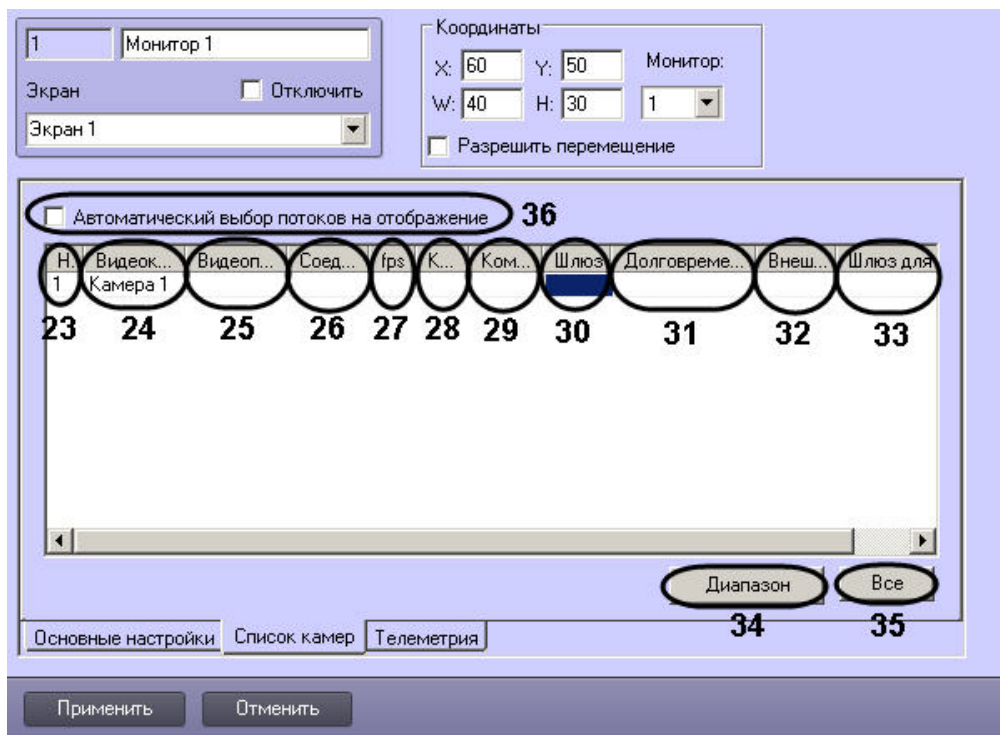 1 Монитор 1
Экран Отключить
Экран 1
Координаты
X: 60 Y: 50 Монитор:
W: 40 H: 30 1
Разрешить перемещение
Автоматический выбор потоков на отображение 36
Н. Видеок... Видеоп... Соед... fps К... Ком... Шлюз Долговреме... Внеш... Шлюз для
1 Камера 1
23 24 25 26 27 28 29 30 31 32 33
Диапазон Все
34 35
Основные настройки Список камер Телеметрия
Применить Отменить